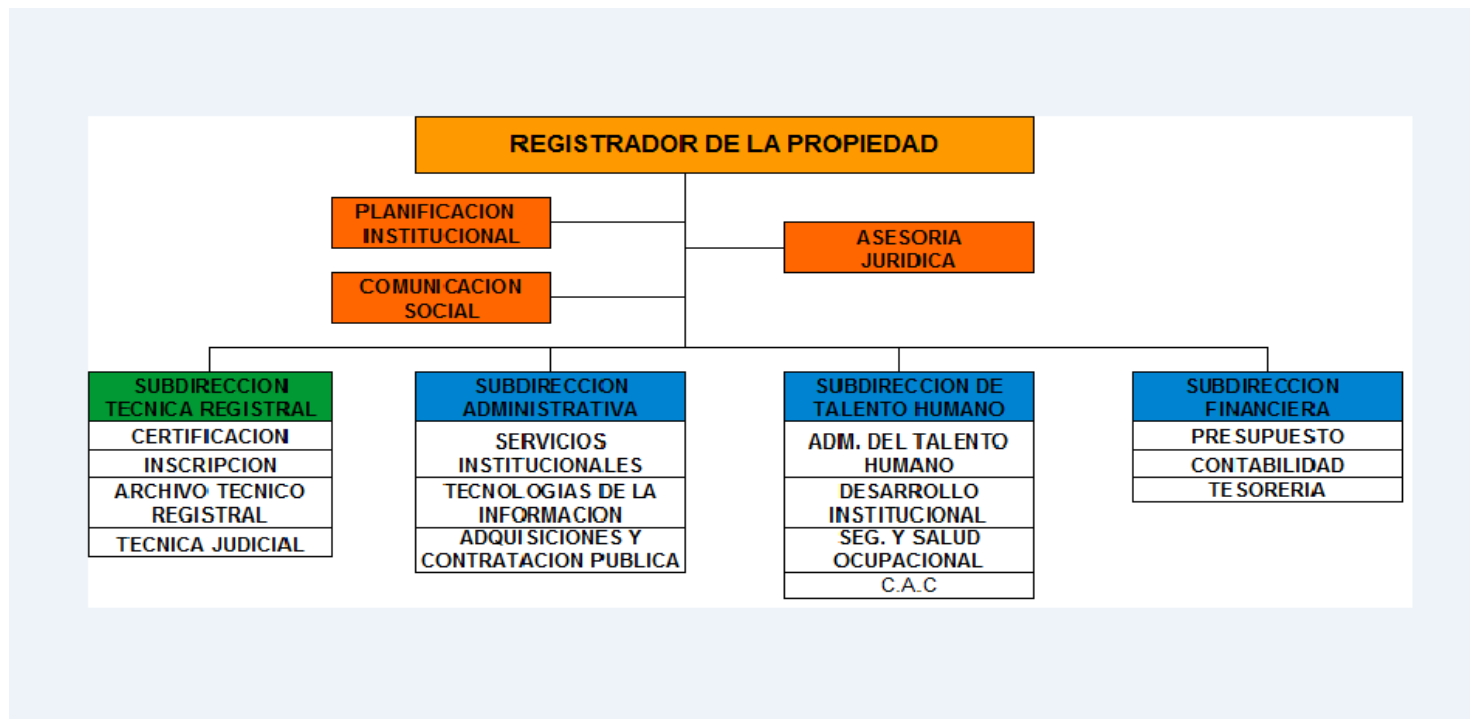 REGISTRADOR DE LA PROPIEDAD
PLANIFICACION
INSTITUCIONAL
ASESORIA
JURIDICA
COMUNICACION
SOCIAL
SUBDIRECCION
TECNICA REGISTRAL
CERTIFICACION
INSCRIPCION
ARCHIVO TECNICO
REGISTRAL
TECNICA JUDICIAL
SUBDIRECCION
ADMINISTRATIVA
SERVICIOS
INSTITUCIONALES
TECNOLOGIAS DE LA
INFORMACION
ADQUISICIONES Y
CONTRATACION PUBLICA
SUBDIRECCION DE
TALENTO HUMANO
ADM. DEL TALENTO
HUMANO
DESARROLLO
INSTITUCIONAL
SEG. Y SALUD
OCUPACIONAL
C.A.C
SUBDIRECCION
FINANCIERA
PRESUPUESTO
CONTABILIDAD
TESORERIA